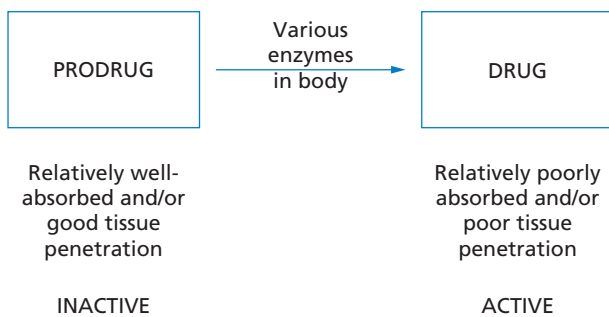 PRODRUG
Various
enzymes
in body
DRUG
Relatively well-
absorbed and/or
good tissue
penetration
INACTIVE
Relatively poorly
absorbed and/or
poor tissue
penetration
ACTIVE